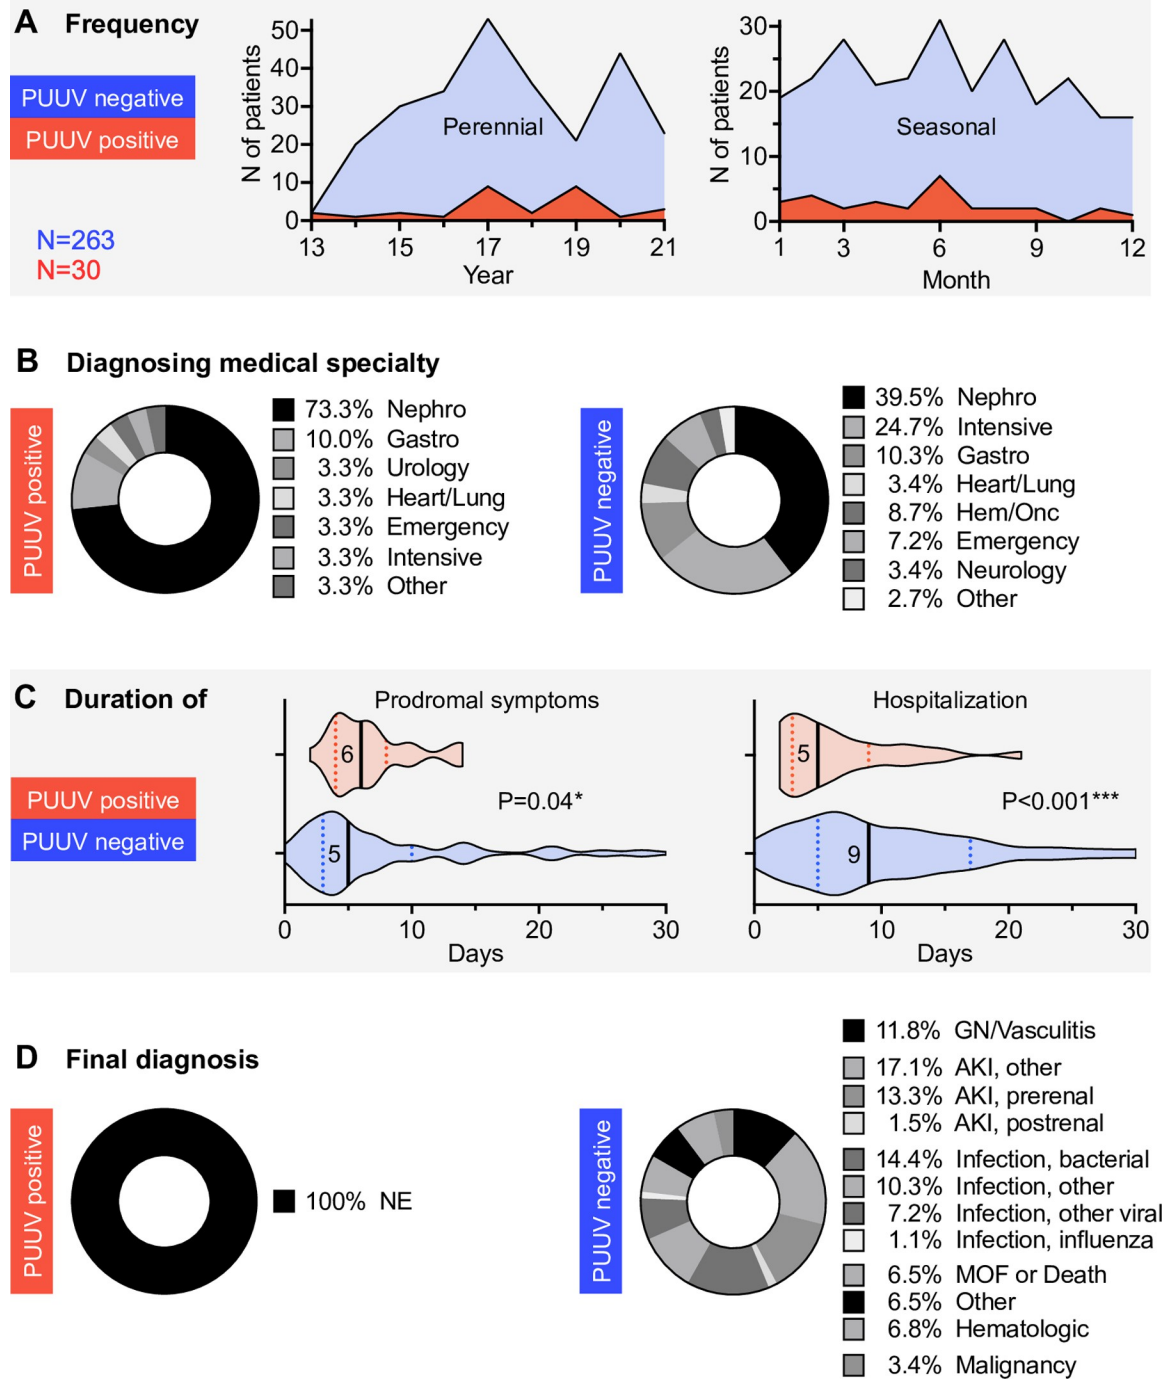 A Frequency
PUUV negative
PUUV positive
N=263
N=30
N of patients
50
40
30
20
10
0
Perennial
13 15 17 19 21
Year
N of patients
30
20
10
0
Seasonal
1 3 6 9 12
Month
B Diagnosing medical specialty
PUUV positive
73.3% Nephro
10.0% Gastro
3.3% Urology
3.3% Heart/Lung
3.3% Emergency
3.3% Intensive
3.3% Other
PUUV negative
39.5% Nephro
24.7% Intensive
10.3% Gastro
3.4% Heart/Lung
8.7% Hem/Onc
7.2% Emergency
3.4% Neurology
2.7% Other
C Duration of
PUUV positive
PUUV negative
Prodromal symptoms
6
P=0.04*
5
0 10 20 30
Days
Hospitalization
5
P<0.001***
9
0 10 20 30
Days
D Final diagnosis
PUUV positive
100% NE
PUUV negative
11.8% GN/Vasculitis
17.1% AKI, other
13.3% AKI, prerenal
1.5% AKI, postrenal
14.4% Infection, bacterial
10.3% Infection, other
7.2% Infection, other viral
1.1% Infection, influenza
6.5% MOF or Death
6.5% Other
6.8% Hematologic
3.4% Malignancy